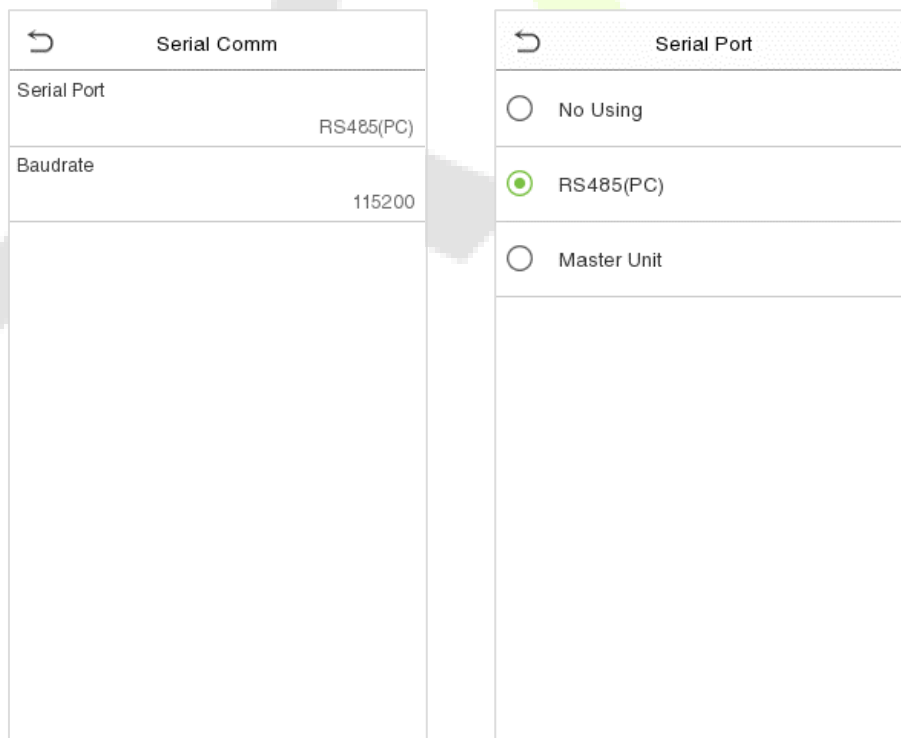 Serial Comm
Serial Port
RS485(PC)
Baudrate
115200
Serial Port
No Using
RS485(PC)
Master Unit